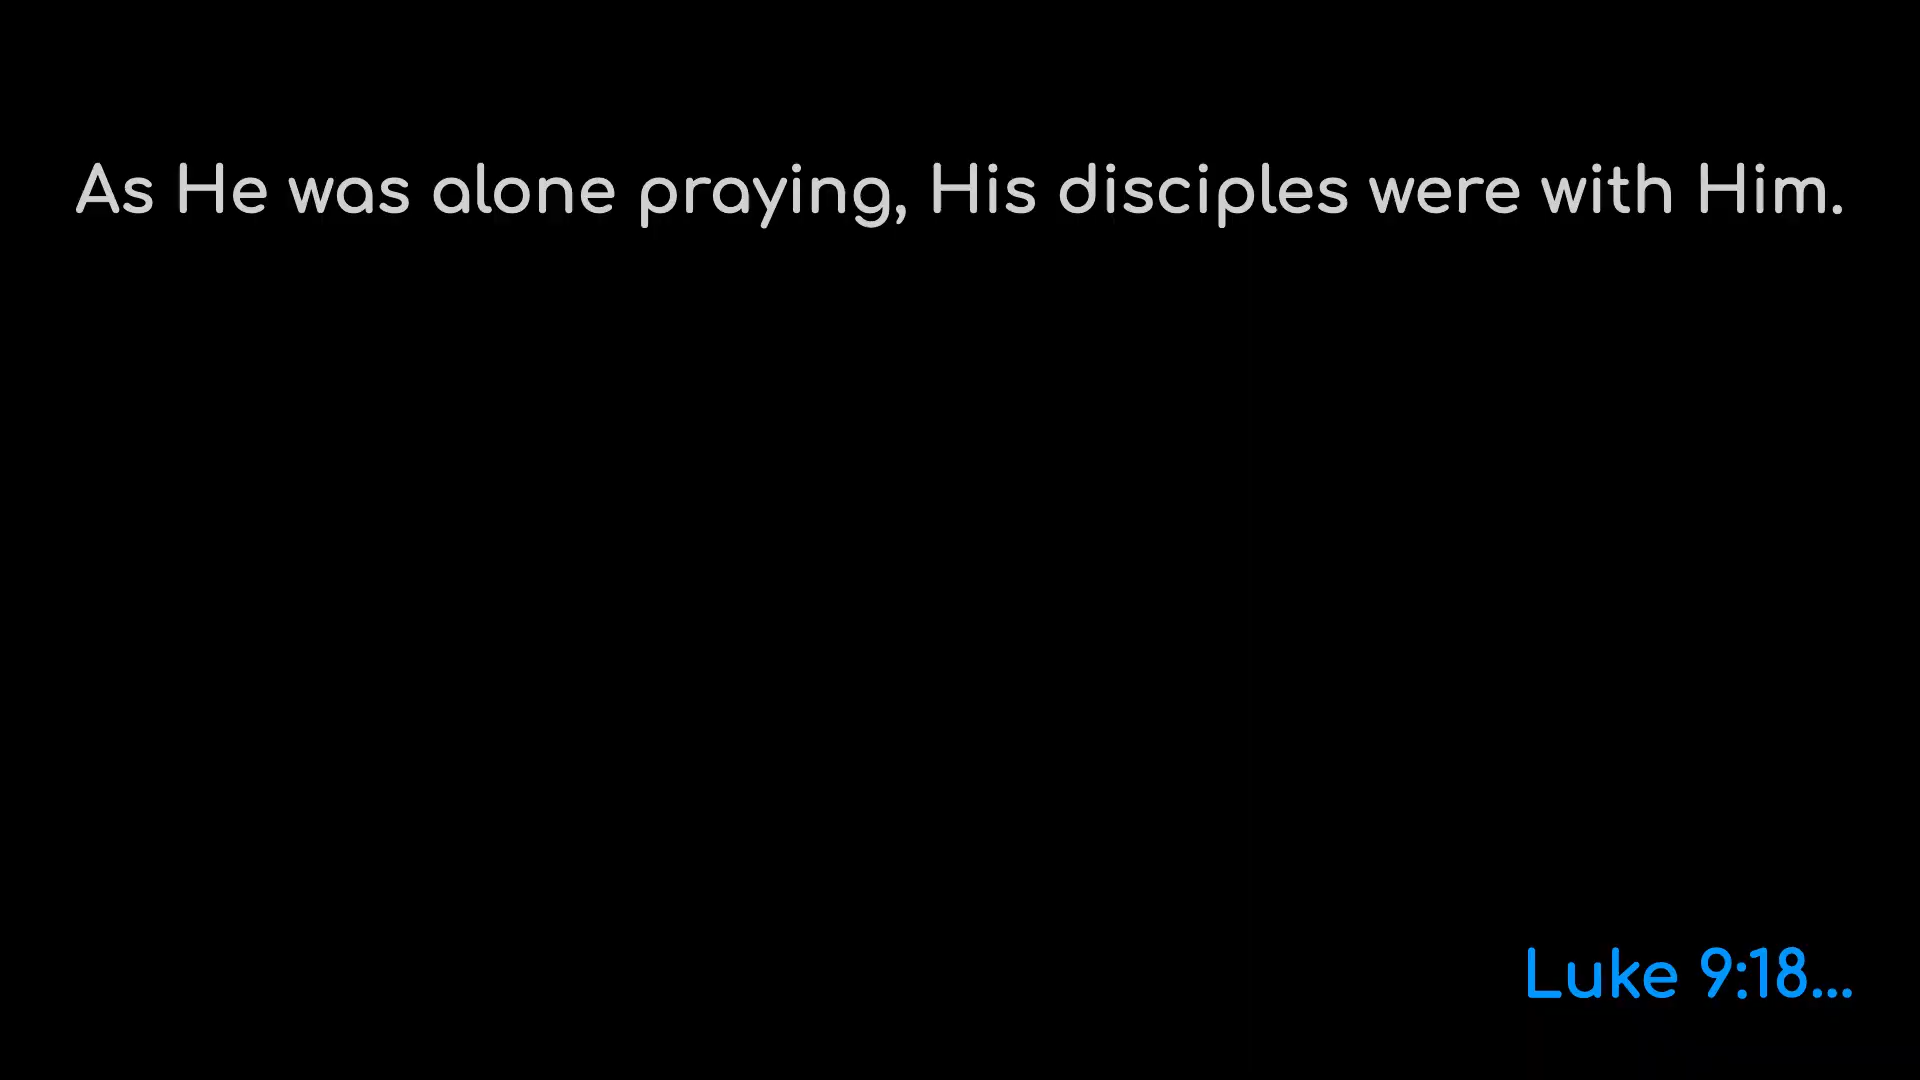 As He was alone praying, His disciples were with Him.
Luke 9:18...